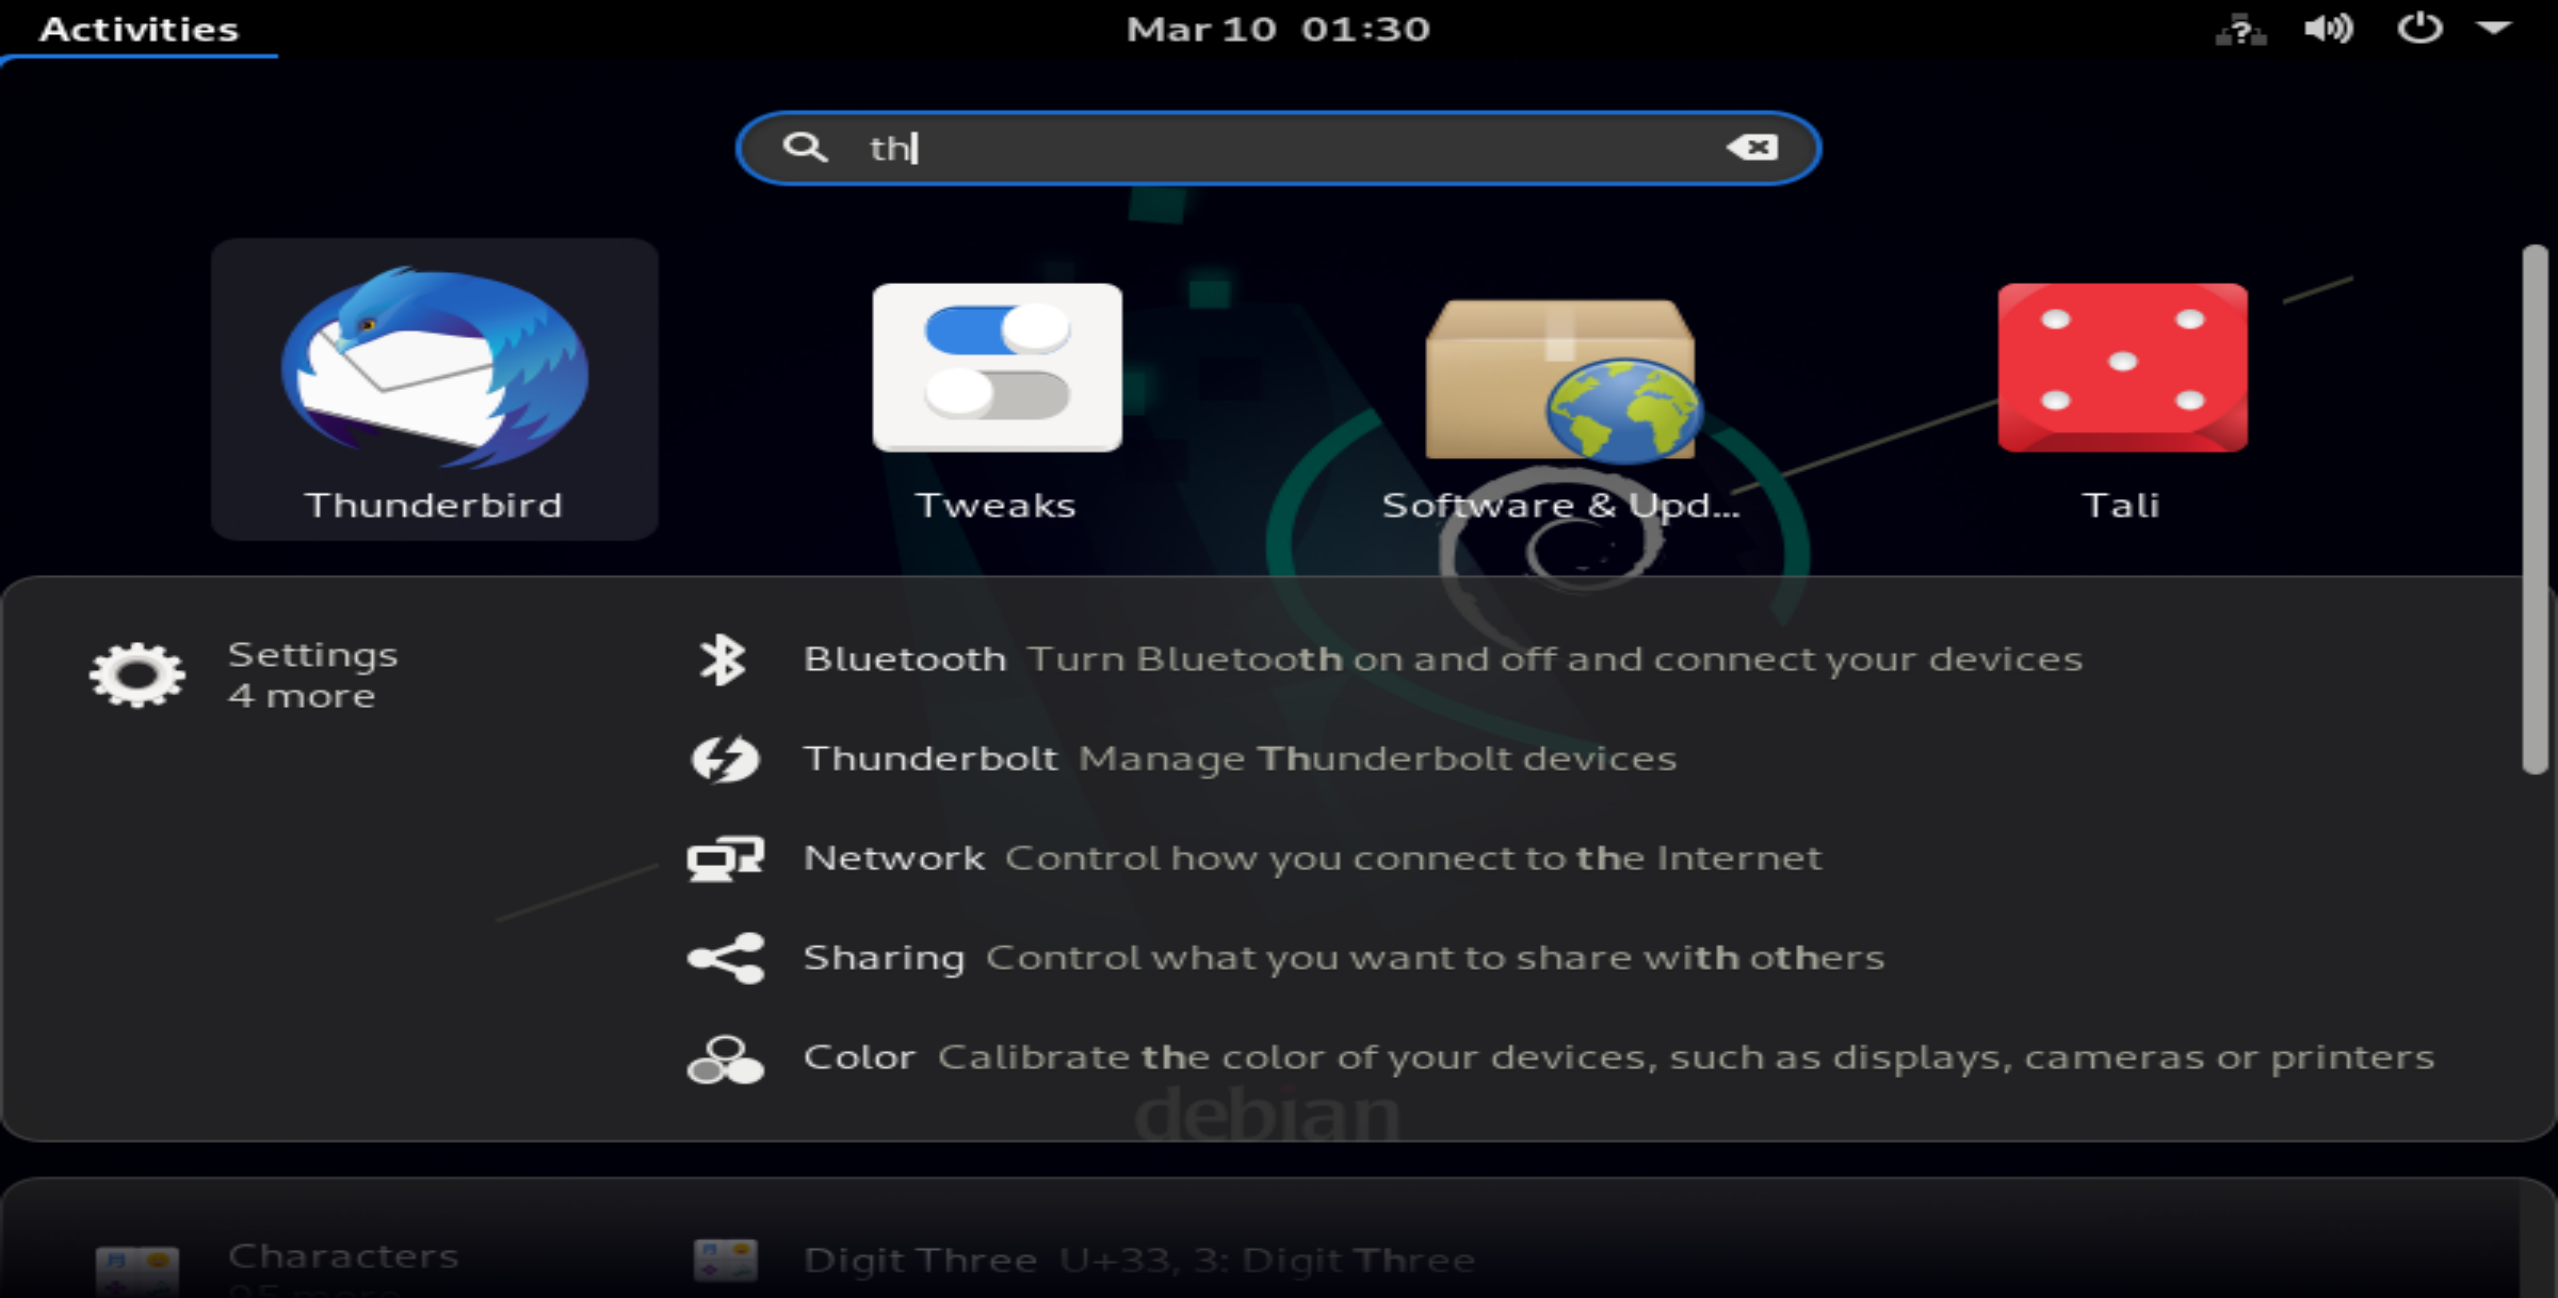 Activities
Mar 10 01:30
th
Thunderbird
Tweaks
Software & Upd...
Tali
Settings
4 more
Bluetooth Turn Bluetooth on and off and connect your devices
Thunderbolt Manage Thunderbolt devices
Network Control how you connect to the Internet
Sharing Control what you want to share with others
Color Calibrate the color of your devices, such as displays, cameras or printers
debian
Characters
Digit Three U+33, 3: Digit Three